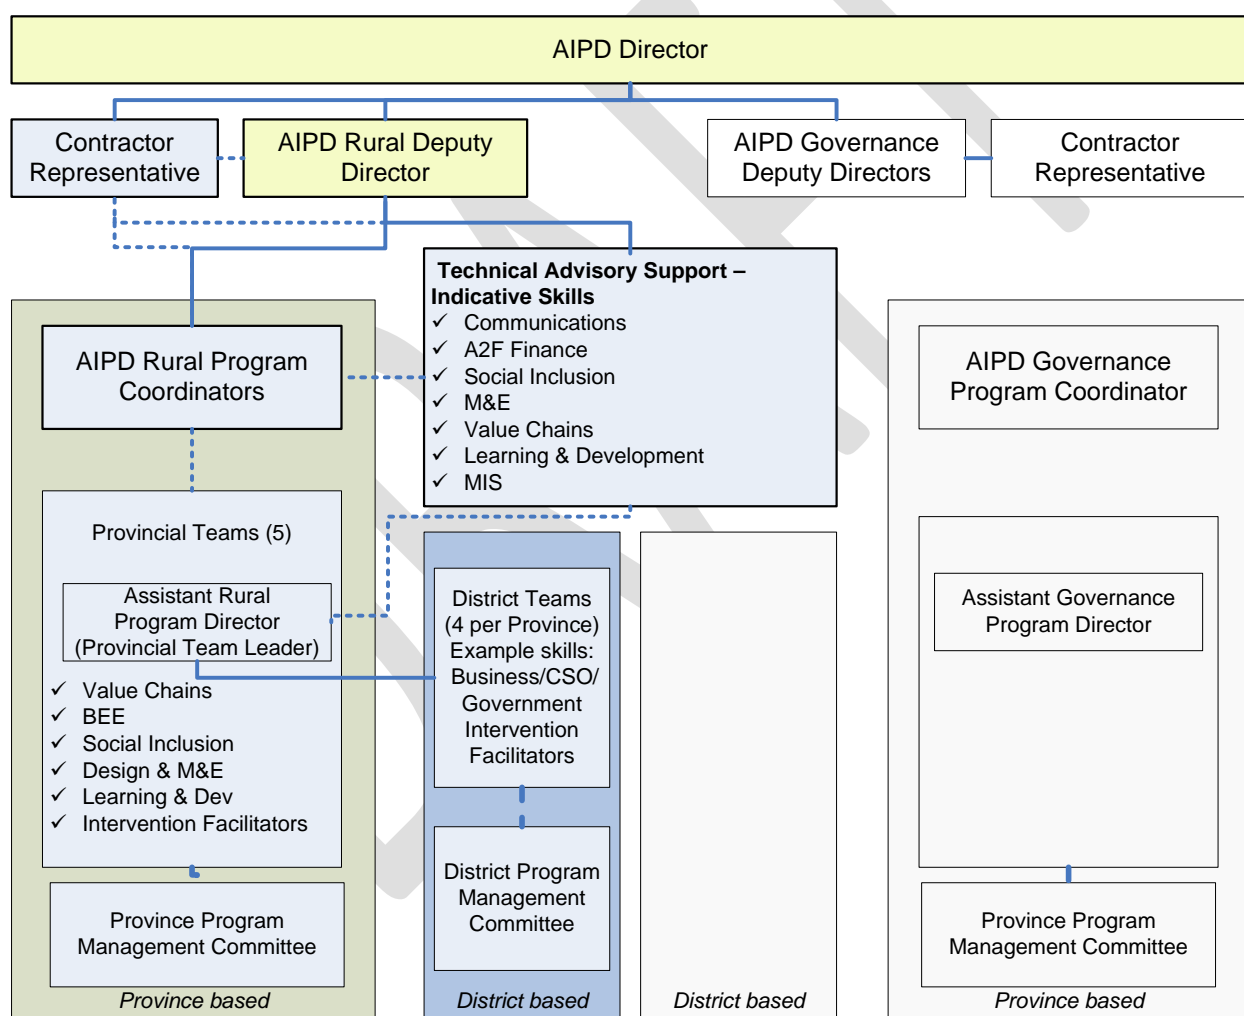 AIPD Director
Contractor
Representative
AIPD Rural Deputy
Director
AIPD Governance
Deputy Directors
Contractor
Representative
Technical Advisory Support –
Indicative Skills
✓ Communications
✓ A2F Finance
✓ Social Inclusion
✓ M&E
✓ Value Chains
✓ Learning & Development
✓ MIS
AIPD Rural Program
Coordinators
AIPD Governance
Program Coordinator
Provincial Teams (5)
Assistant Rural
Program Director
(Provincial Team Leader)
✓ Value Chains
✓ BEE
✓ Social Inclusion
✓ Design & M&E
✓ Learning & Dev
✓ Intervention Facilitators
District Teams
(4 per Province)
Example skills:
Business/CSO/
Government
Intervention
Facilitators
Assistant Governance
Program Director
Province Program
Management Committee
District Program
Management
Committee
Province Program
Management Committee
Province based
District based
District based
Province based